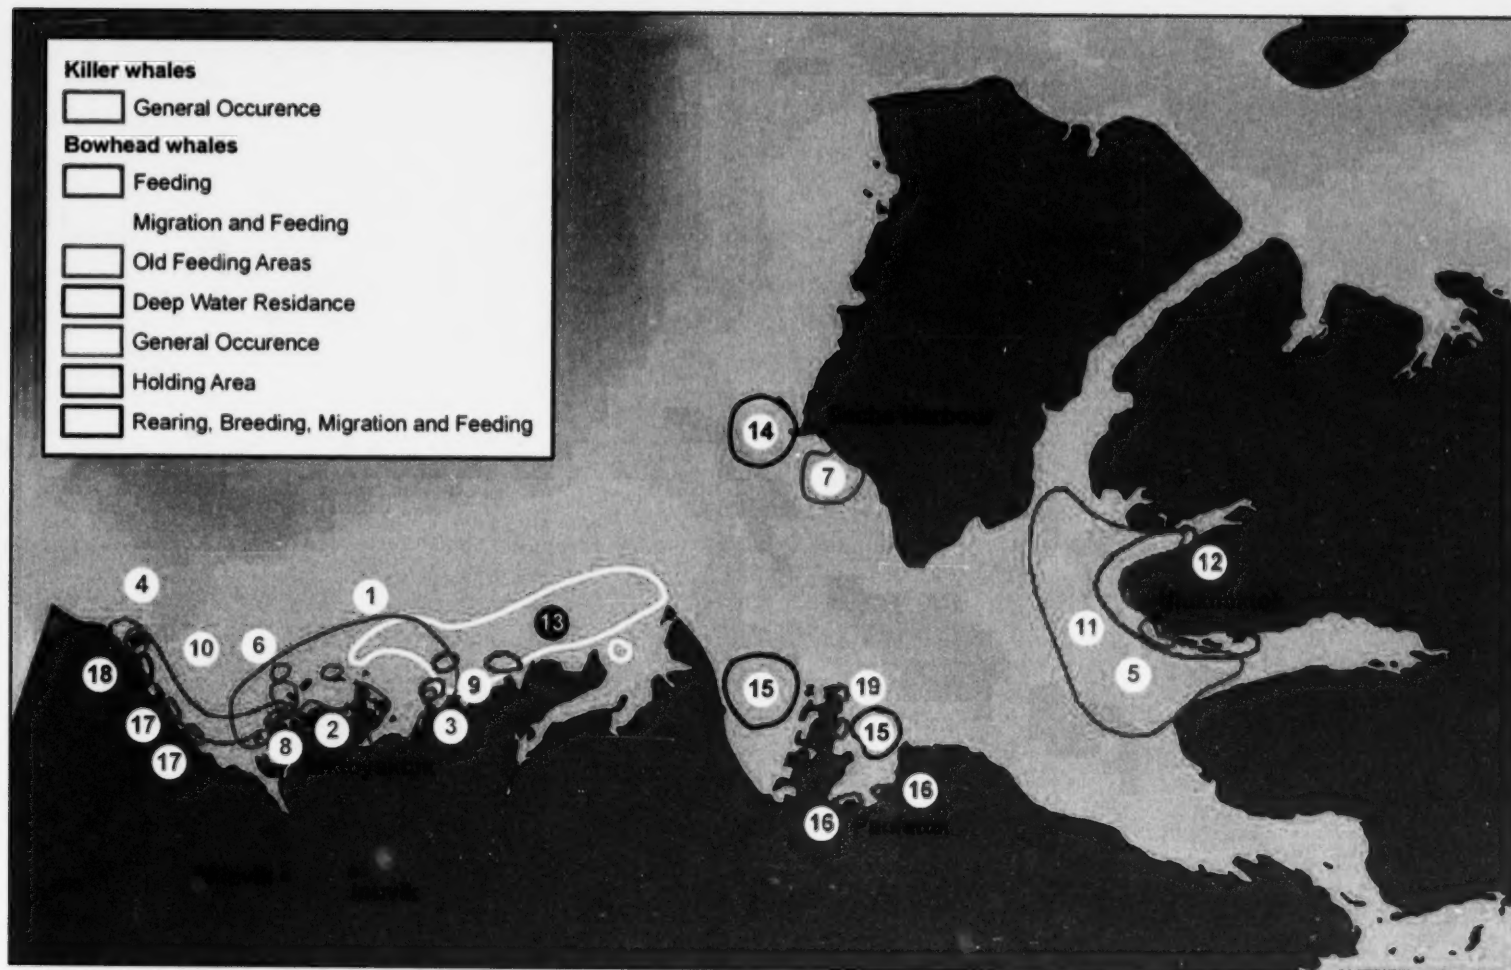 Killer whales
General Occurence
Bowhead whales
Feeding
Migration and Feeding
Old Feeding Areas
Deep Water Residance
General Occurence
Holding Area
Rearing, Breeding, Migration and Feeding
14
7
12
4
1
13
11
10
6
18
5
9
15
19
17
2
3
15
8
17
16
16
Paulatuk
Inuvik